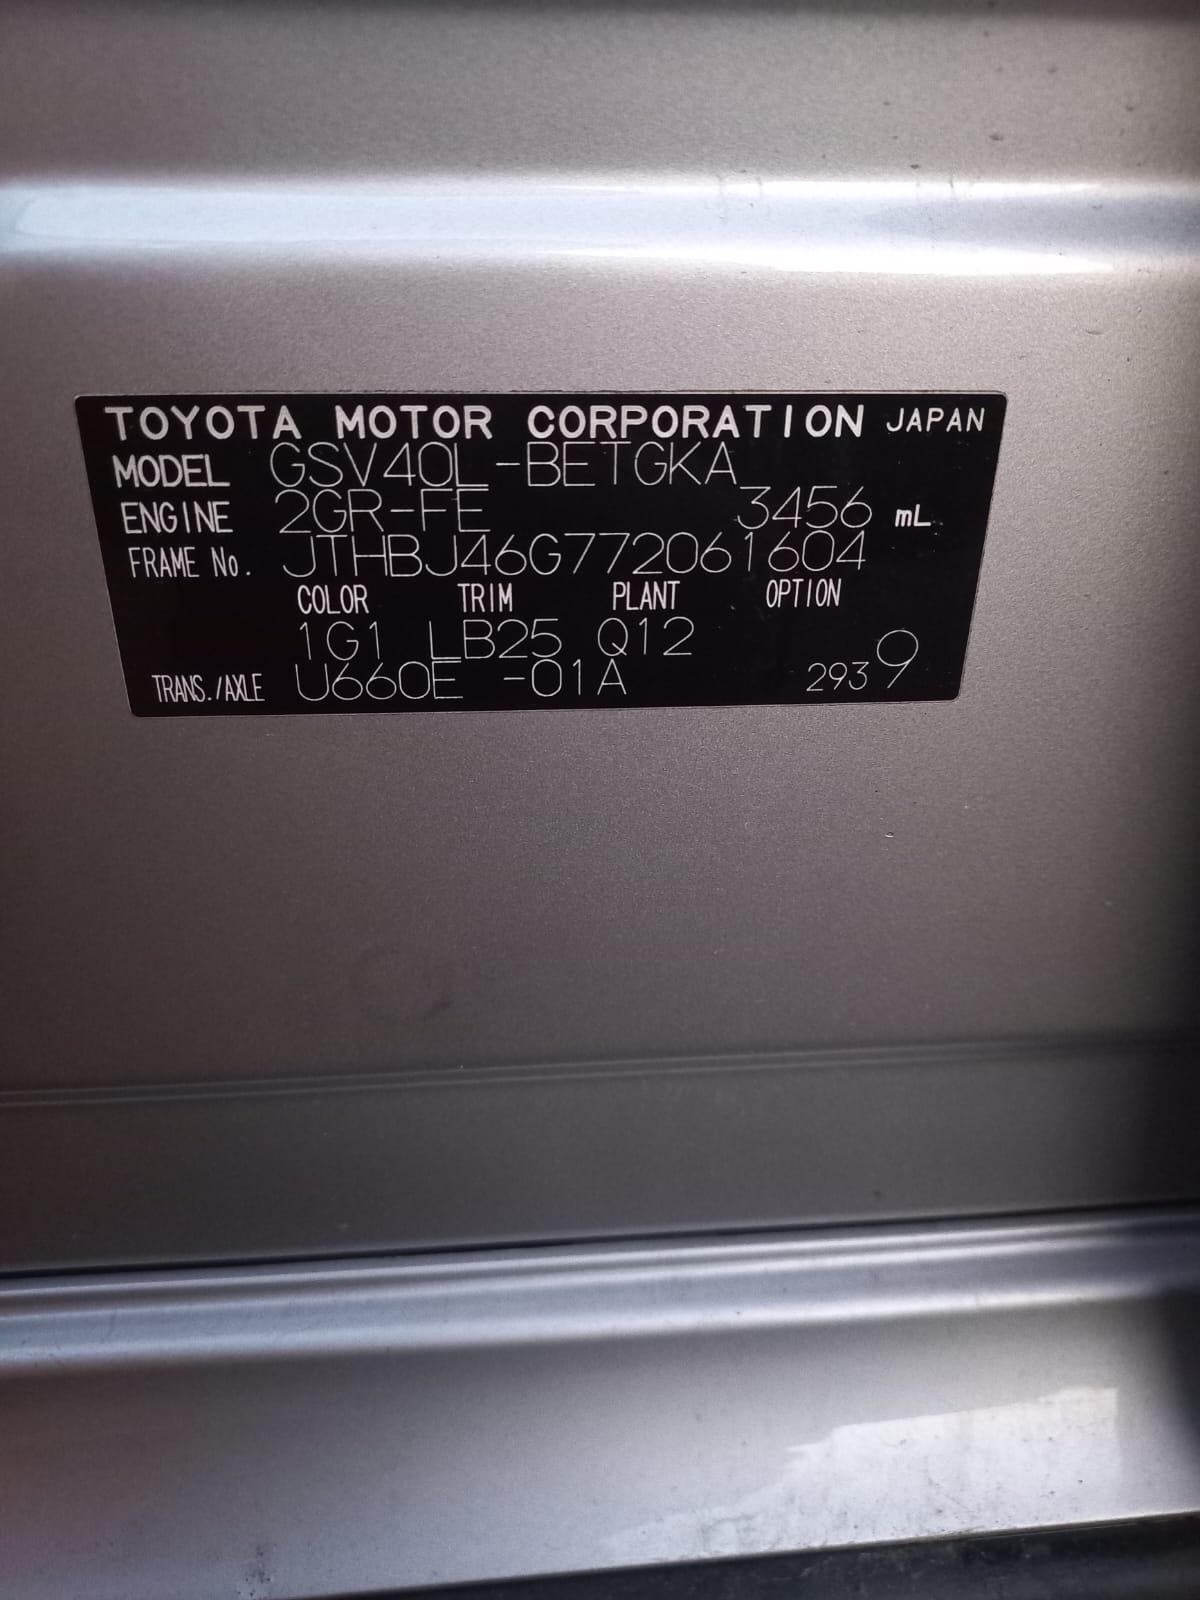 TOYOTA MOTOR CORPORATION JAPAN
MODEL GSV40L-BETGKA
ENGINE 2GR-FE 3456 mL
FRAME No. JTHBJ46G772061604
COLOR TRIM PLANT OPTION
1G1 LB25 Q12
TRANS./AXLE U660E -01A 2939